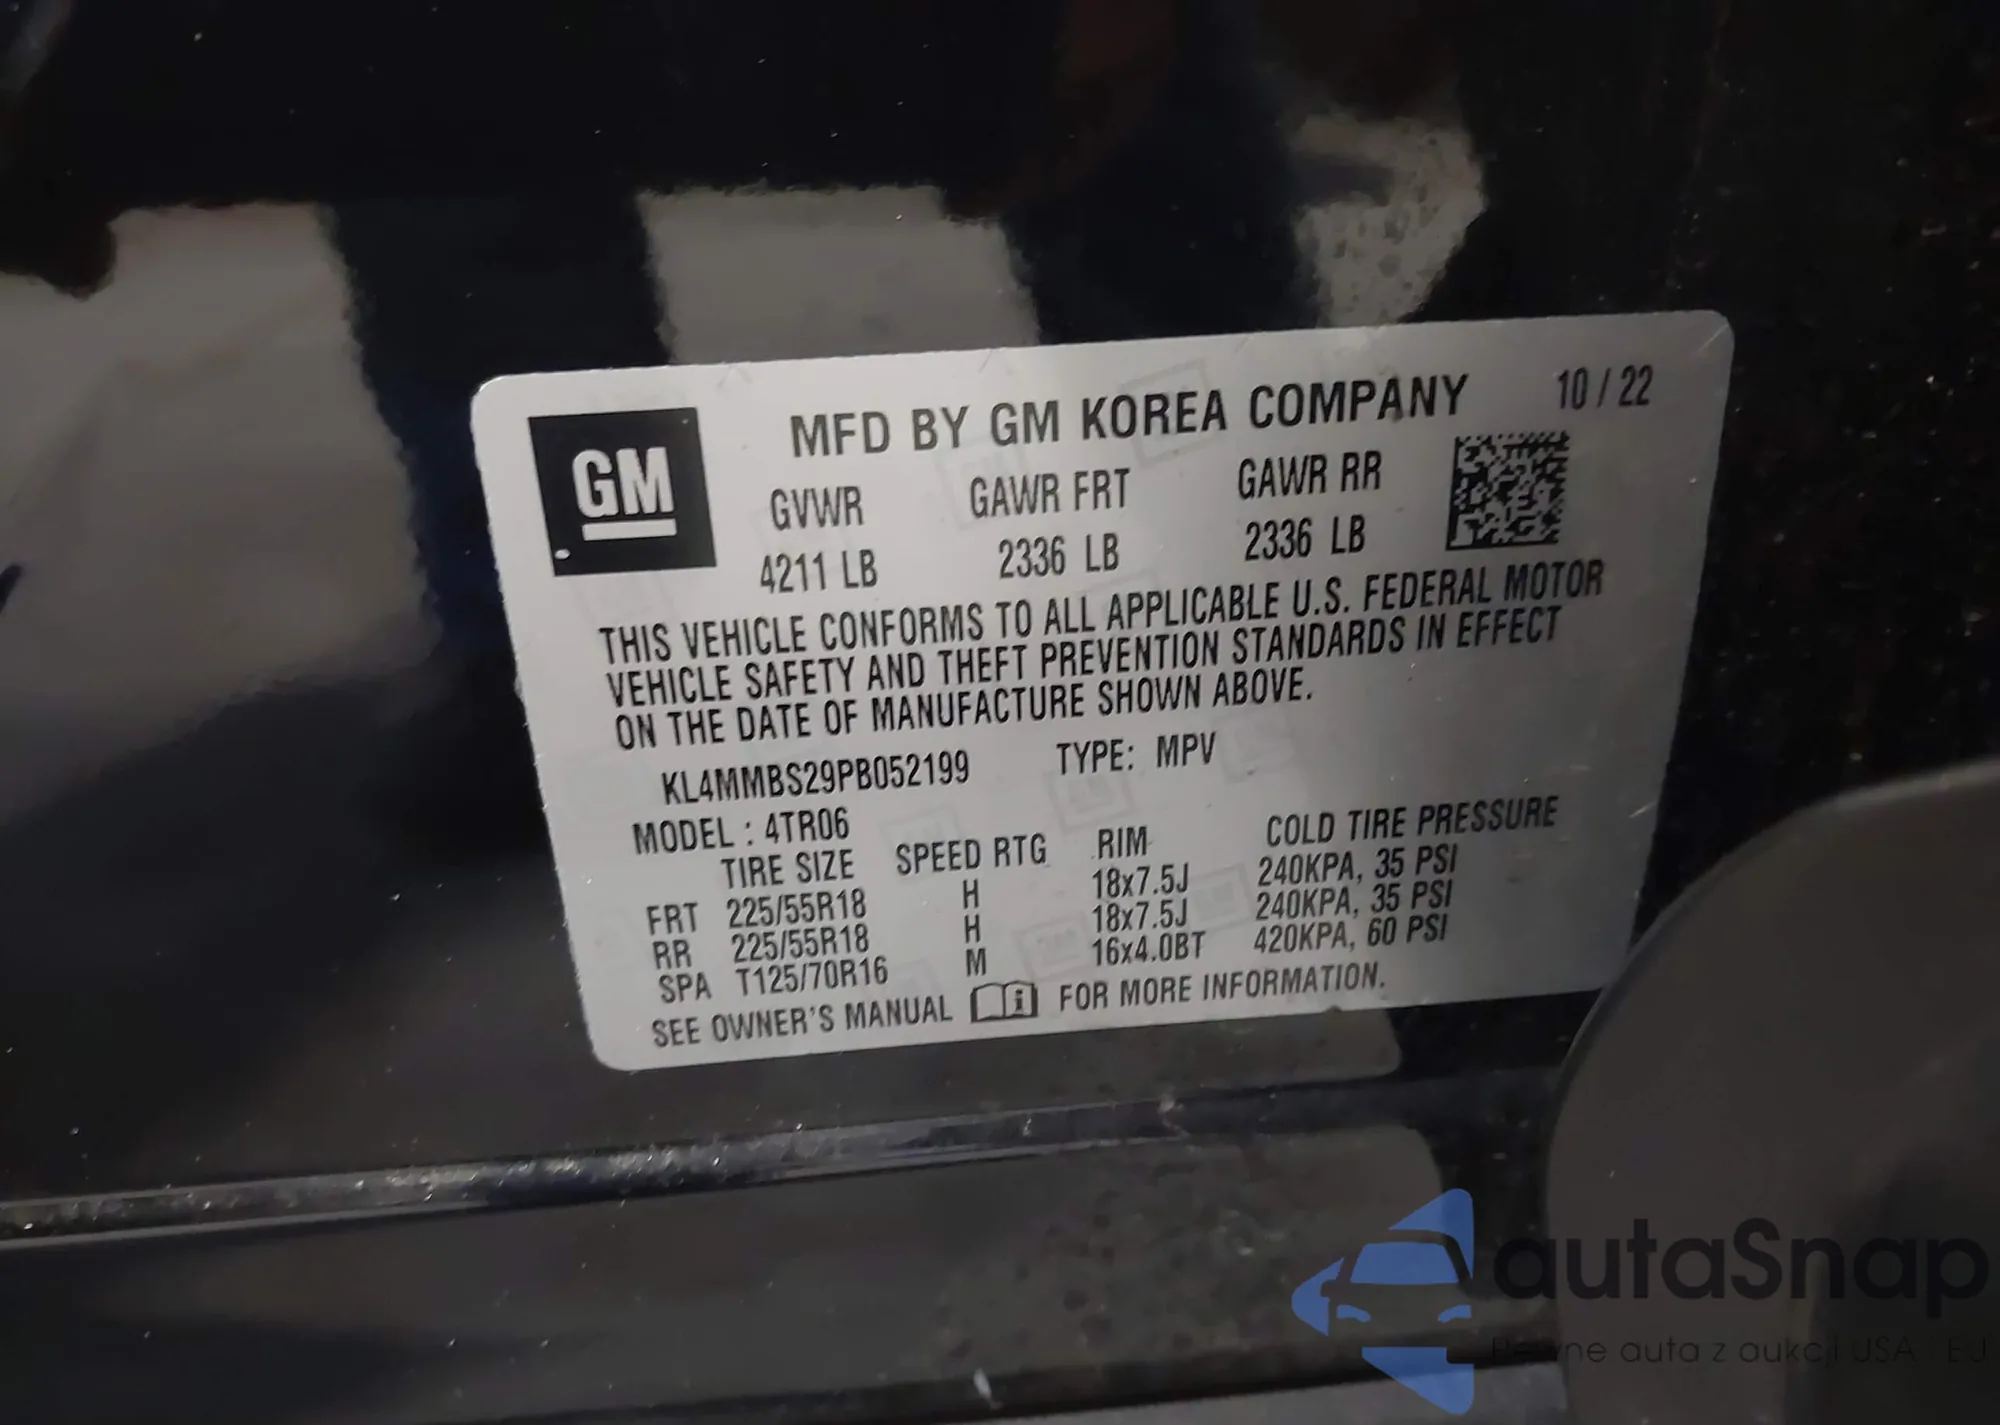 MFD BY GM KOREA COMPANY 10 / 22
GM
GVWR GAWR FRT GAWR RR
4211 LB 2336 LB 2336 LB
THIS VEHICLE CONFORMS TO ALL APPLICABLE U.S. FEDERAL MOTOR
VEHICLE SAFETY AND THEFT PREVENTION STANDARDS IN EFFECT
ON THE DATE OF MANUFACTURE SHOWN ABOVE.
KL4MMBS29PB052199 TYPE: MPV
MODEL : 4TR06
TIRE SIZE SPEED RTG RIM COLD TIRE PRESSURE
FRT 225/55R18 H 18x7.5J 240KPA, 35 PSI
RR 225/55R18 H 18x7.5J 240KPA, 35 PSI
SPA T125/70R16 M 16x4.0BT 420KPA, 60 PSI
SEE OWNER'S MANUAL i FOR MORE INFORMATION.
autaSnap
auta z aukcji USA EU